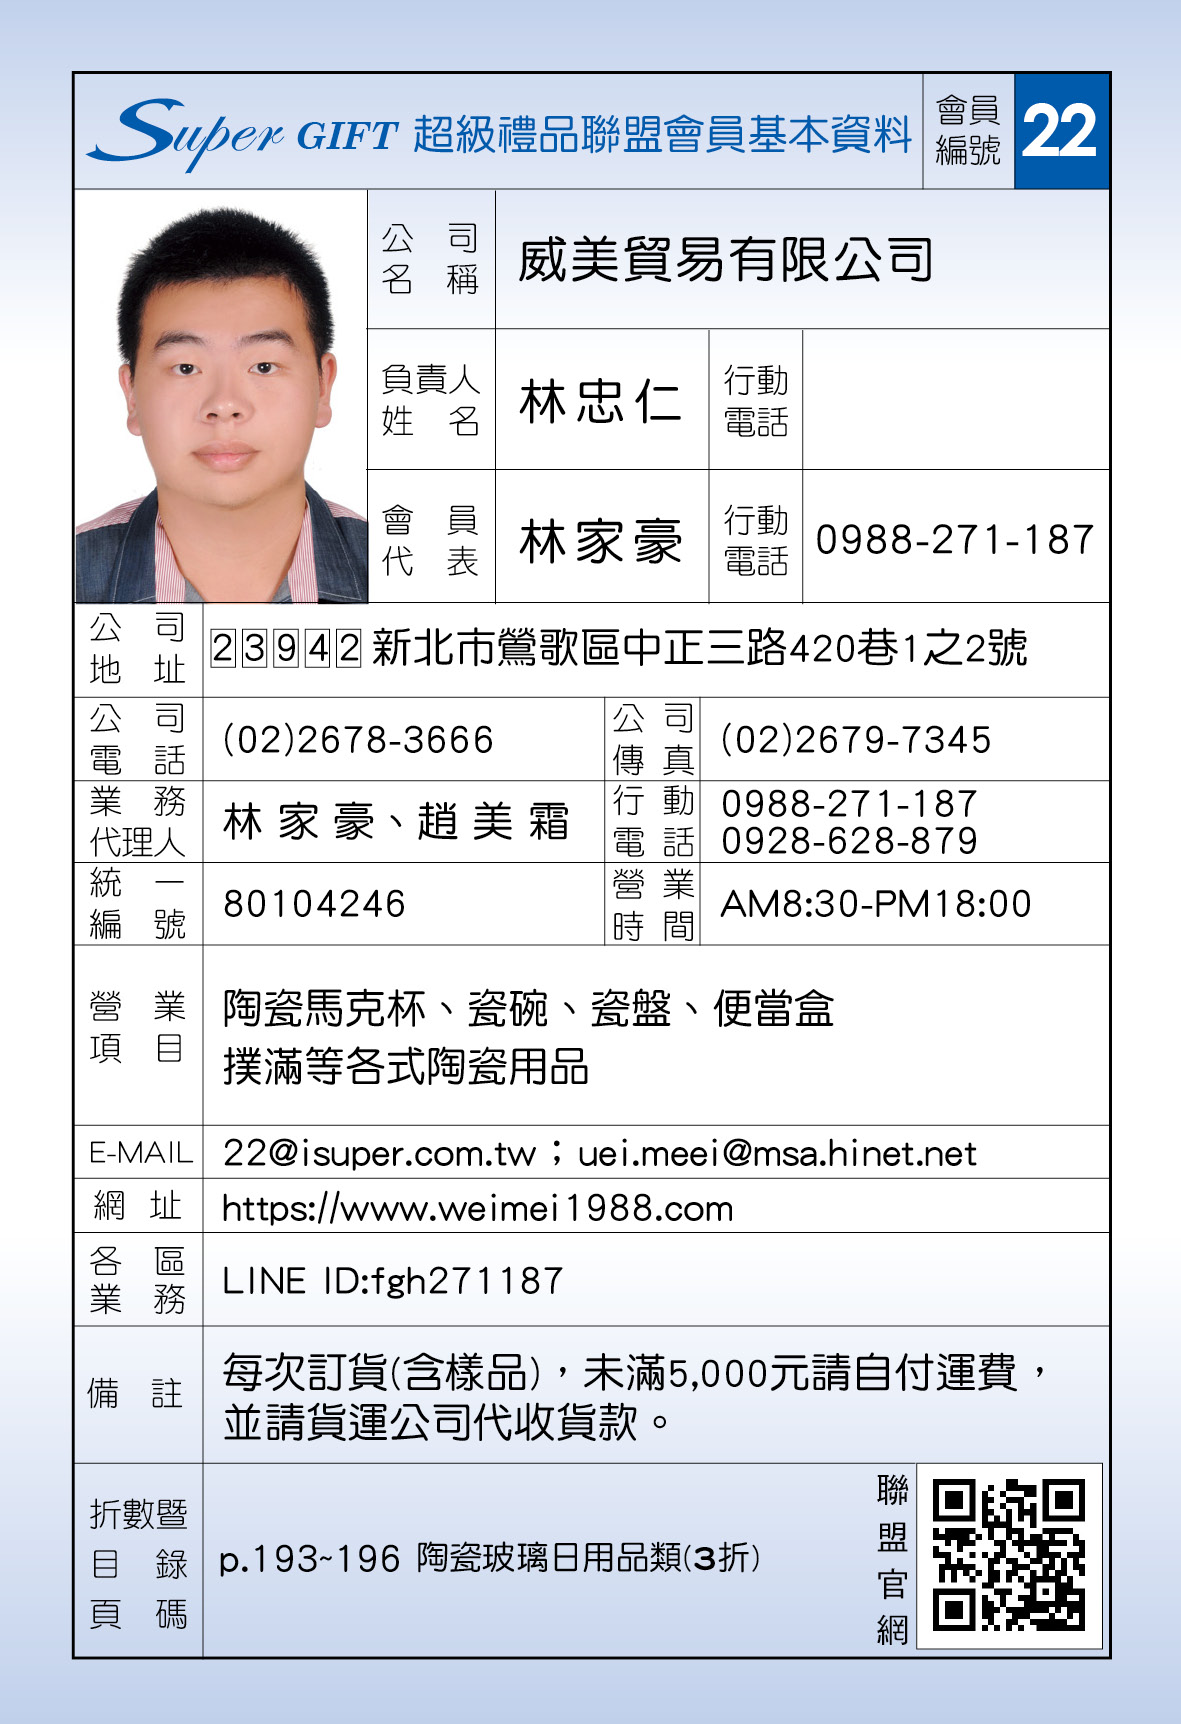 Super GIFT 超級禮品聯盟會員基本資料 會員編號 22
公司名稱 威美貿易有限公司
負責人姓名 林忠仁 行動電話
會員代表 林家豪 行動電話 0988-271-187
公司地址 23942 新北市鶯歌區中正三路420巷1之2號
公司電話 (02)2678-3666 公司傳真 (02)2679-7345
業務代理人 林家豪、趙美霜 行動電話 0988-271-187
0928-628-879
統一編號 80104246 營業時間 AM8:30-PM18:00
營業項目 陶瓷馬克杯、瓷碗、瓷盤、便當盒
撲滿等各式陶瓷用品
E-MAIL 22@isuper.com.tw；uei.meei@msa.hinet.net
網址 https://www.weimei1988.com
各區業務 LINE ID:fgh271187
備註 每次訂貨(含樣品)，未滿5,000元請自付運費，
並請貨運公司代收貨款。
折數暨目錄頁碼 p.193~196 陶瓷玻璃日用品類(3折)
聯盟官網